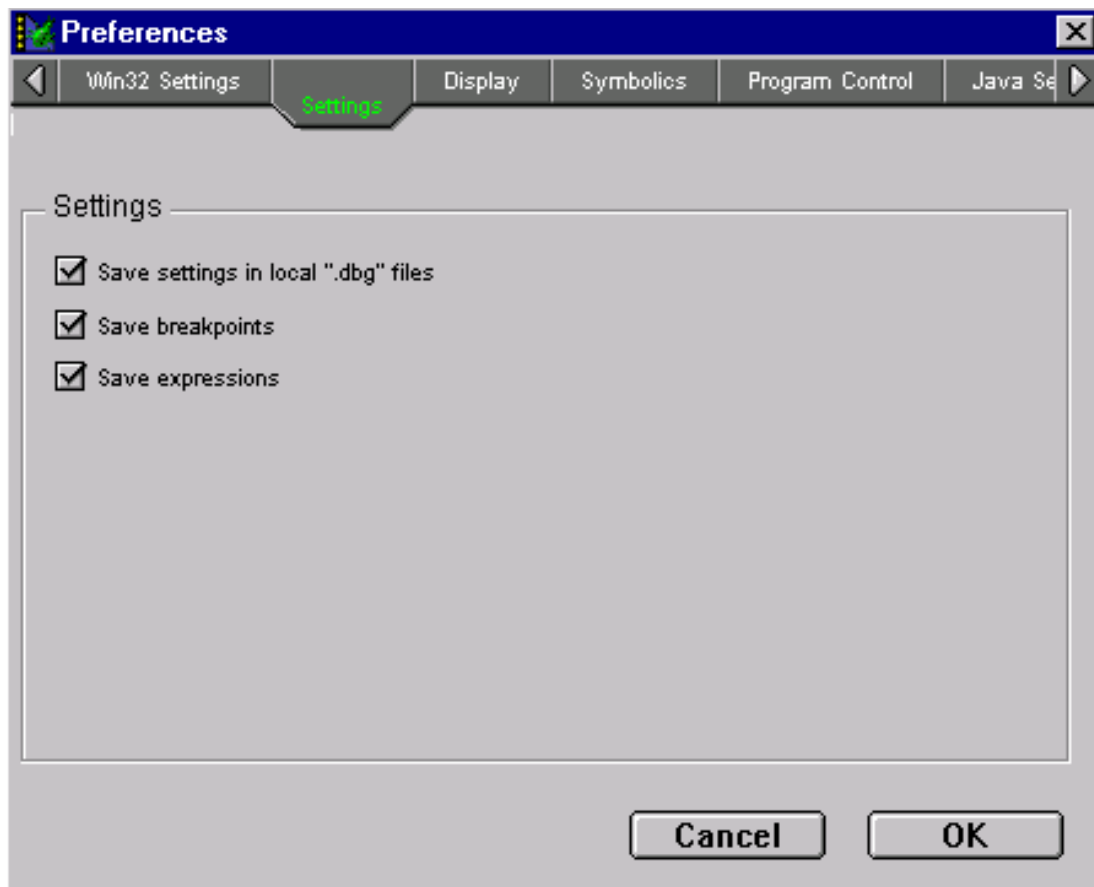 Preferences
Win32 Settings
Settings
Display
Symbolics
Program Control
Java Se
Settings
Save settings in local ".dbg" files
Save breakpoints
Save expressions
Cancel
OK